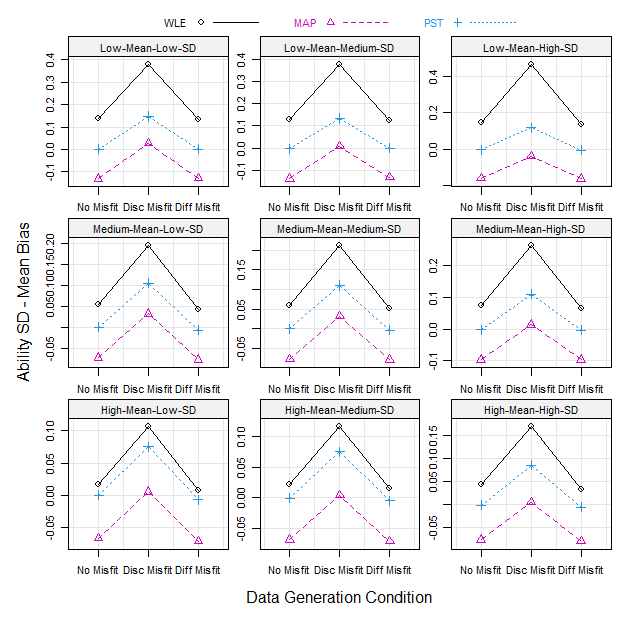 WLE MAP PST
Low-Mean-Low-SD Low-Mean-Medium-SD Low-Mean-High-SD
-0.1 0.0 0.1 0.2 0.3 0.4
-0.1 0.0 0.1 0.2 0.3 0.4
0.0 0.2 0.4
No Misfit Disc Misfit Diff Misfit No Misfit Disc Misfit Diff Misfit No Misfit Disc Misfit Diff Misfit
Medium-Mean-Low-SD Medium-Mean-Medium-SD Medium-Mean-High-SD
-0.05 0.05 0.10 0.15 0.20
-0.05 0.05 0.15
-0.1 0.0 0.1 0.2
No Misfit Disc Misfit Diff Misfit No Misfit Disc Misfit Diff Misfit No Misfit Disc Misfit Diff Misfit
High-Mean-Low-SD High-Mean-Medium-SD High-Mean-High-SD
-0.05 0.00 0.05 0.10
-0.05 0.00 0.05 0.10
-0.05 0.05 0.10 0.15
No Misfit Disc Misfit Diff Misfit No Misfit Disc Misfit Diff Misfit No Misfit Disc Misfit Diff Misfit
Ability SD - Mean Bias
Data Generation Condition